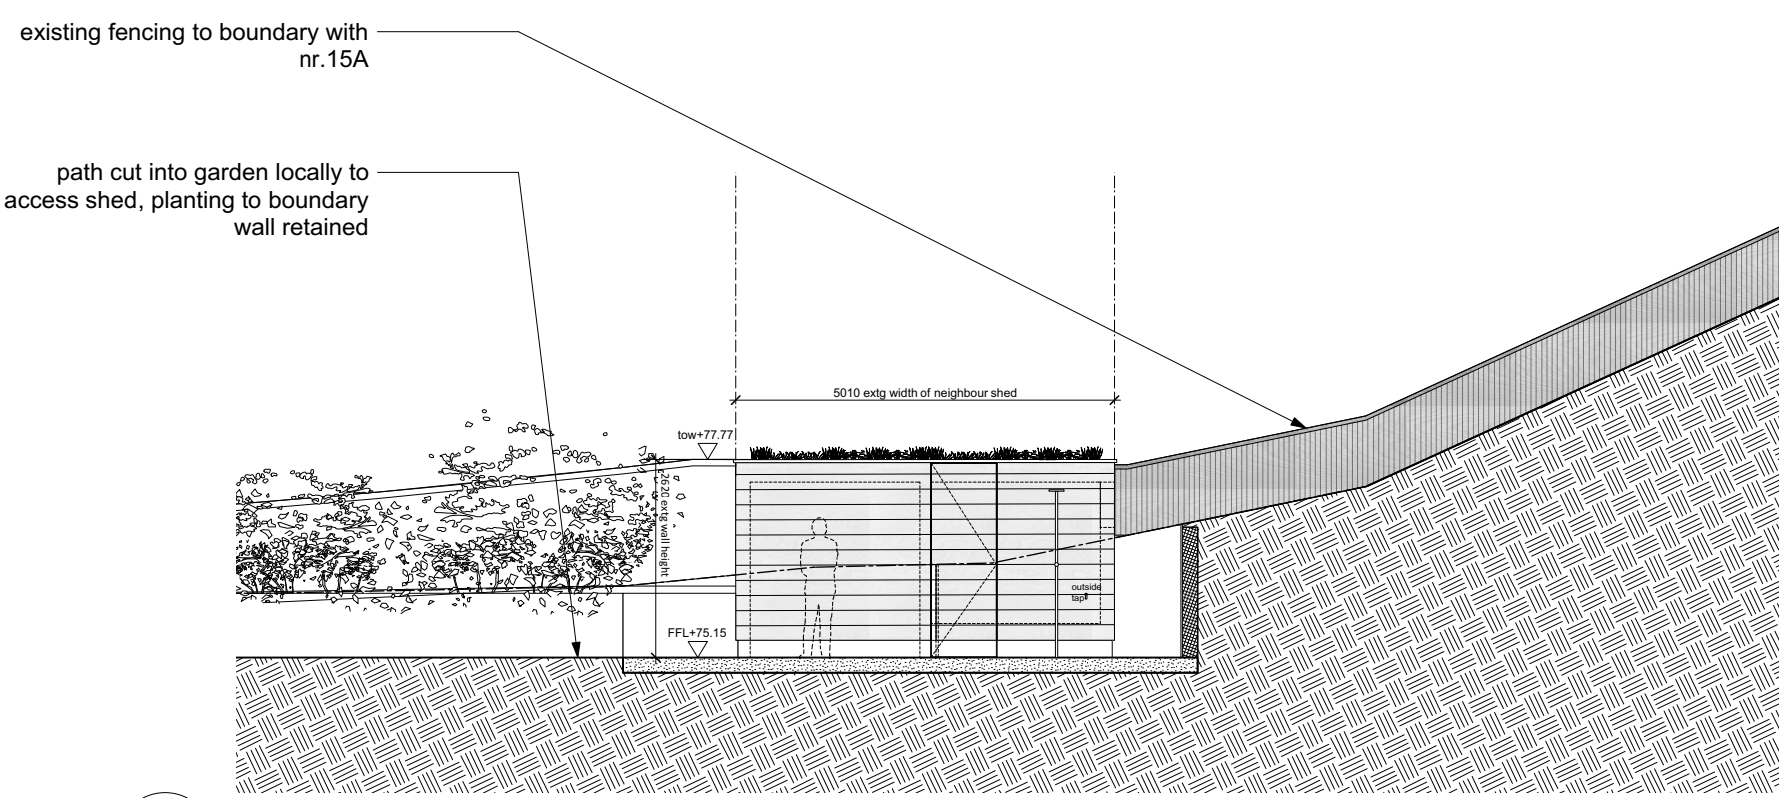 existing fencing to boundary with
nr.15A
path cut into garden locally to
access shed, planting to boundary
wall retained
5010 extg width of neighbour shed
tow+77.77
2620 extg wall height
outside
tap
FFL+75.15